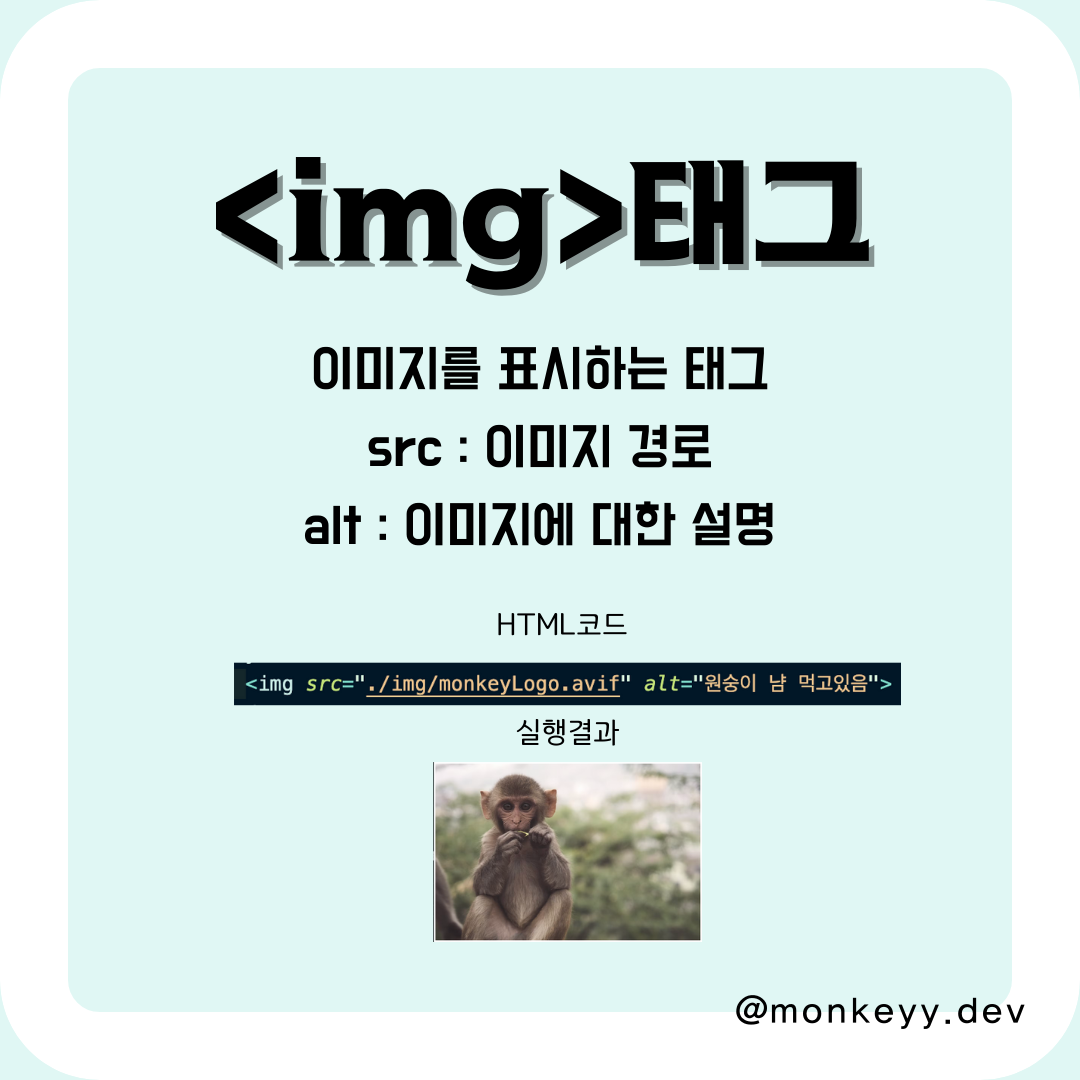 <img>태그
이미지를 표시하는 태그
src : 이미지 경로
alt : 이미지에 대한 설명
HTML코드
<img src="./img/monkeyLogo.avif" alt="원숭이 냠 먹고있음">
실행결과
@monkeyy.dev